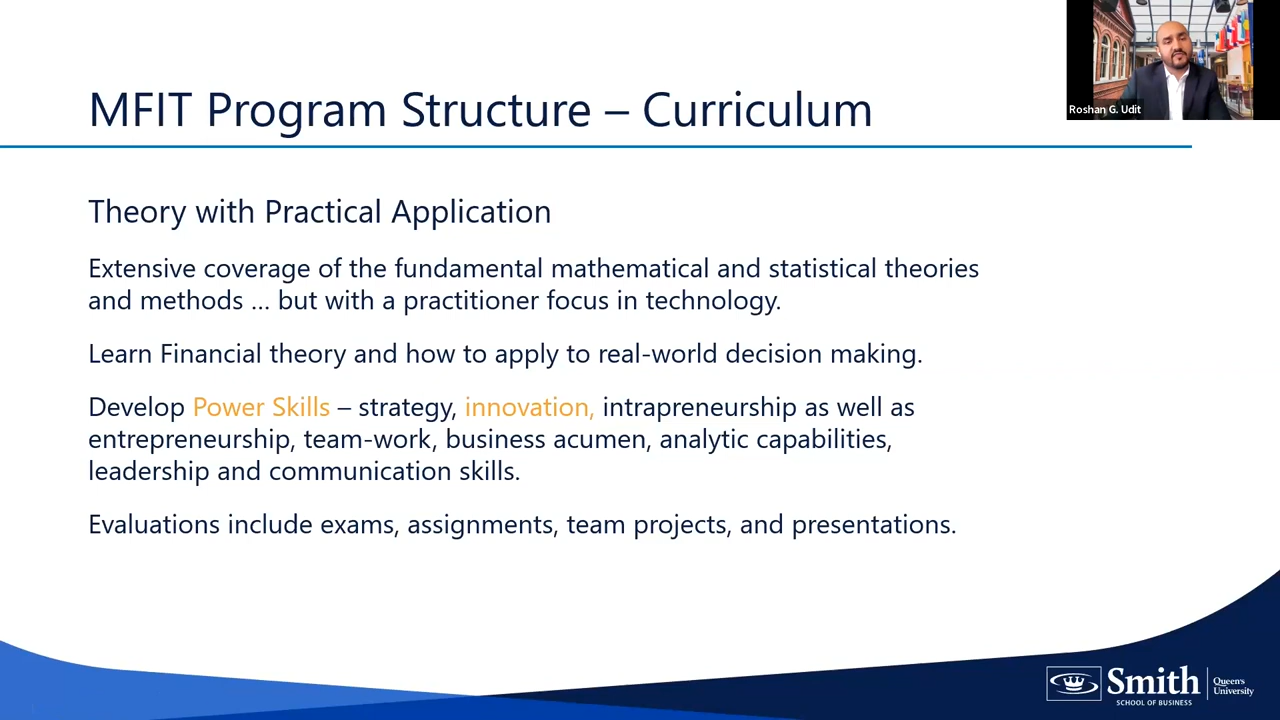 MFIT Program Structure – Curriculum
Roshan G. Udit
Theory with Practical Application
Extensive coverage of the fundamental mathematical and statistical theories
and methods ... but with a practitioner focus in technology.
Learn Financial theory and how to apply to real-world decision making.
Develop Power Skills – strategy, innovation, intrapreneurship as well as
entrepreneurship, team-work, business acumen, analytic capabilities,
leadership and communication skills.
Evaluations include exams, assignments, team projects, and presentations.
Smith
SCHOOL OF BUSINESS
Queen's
University